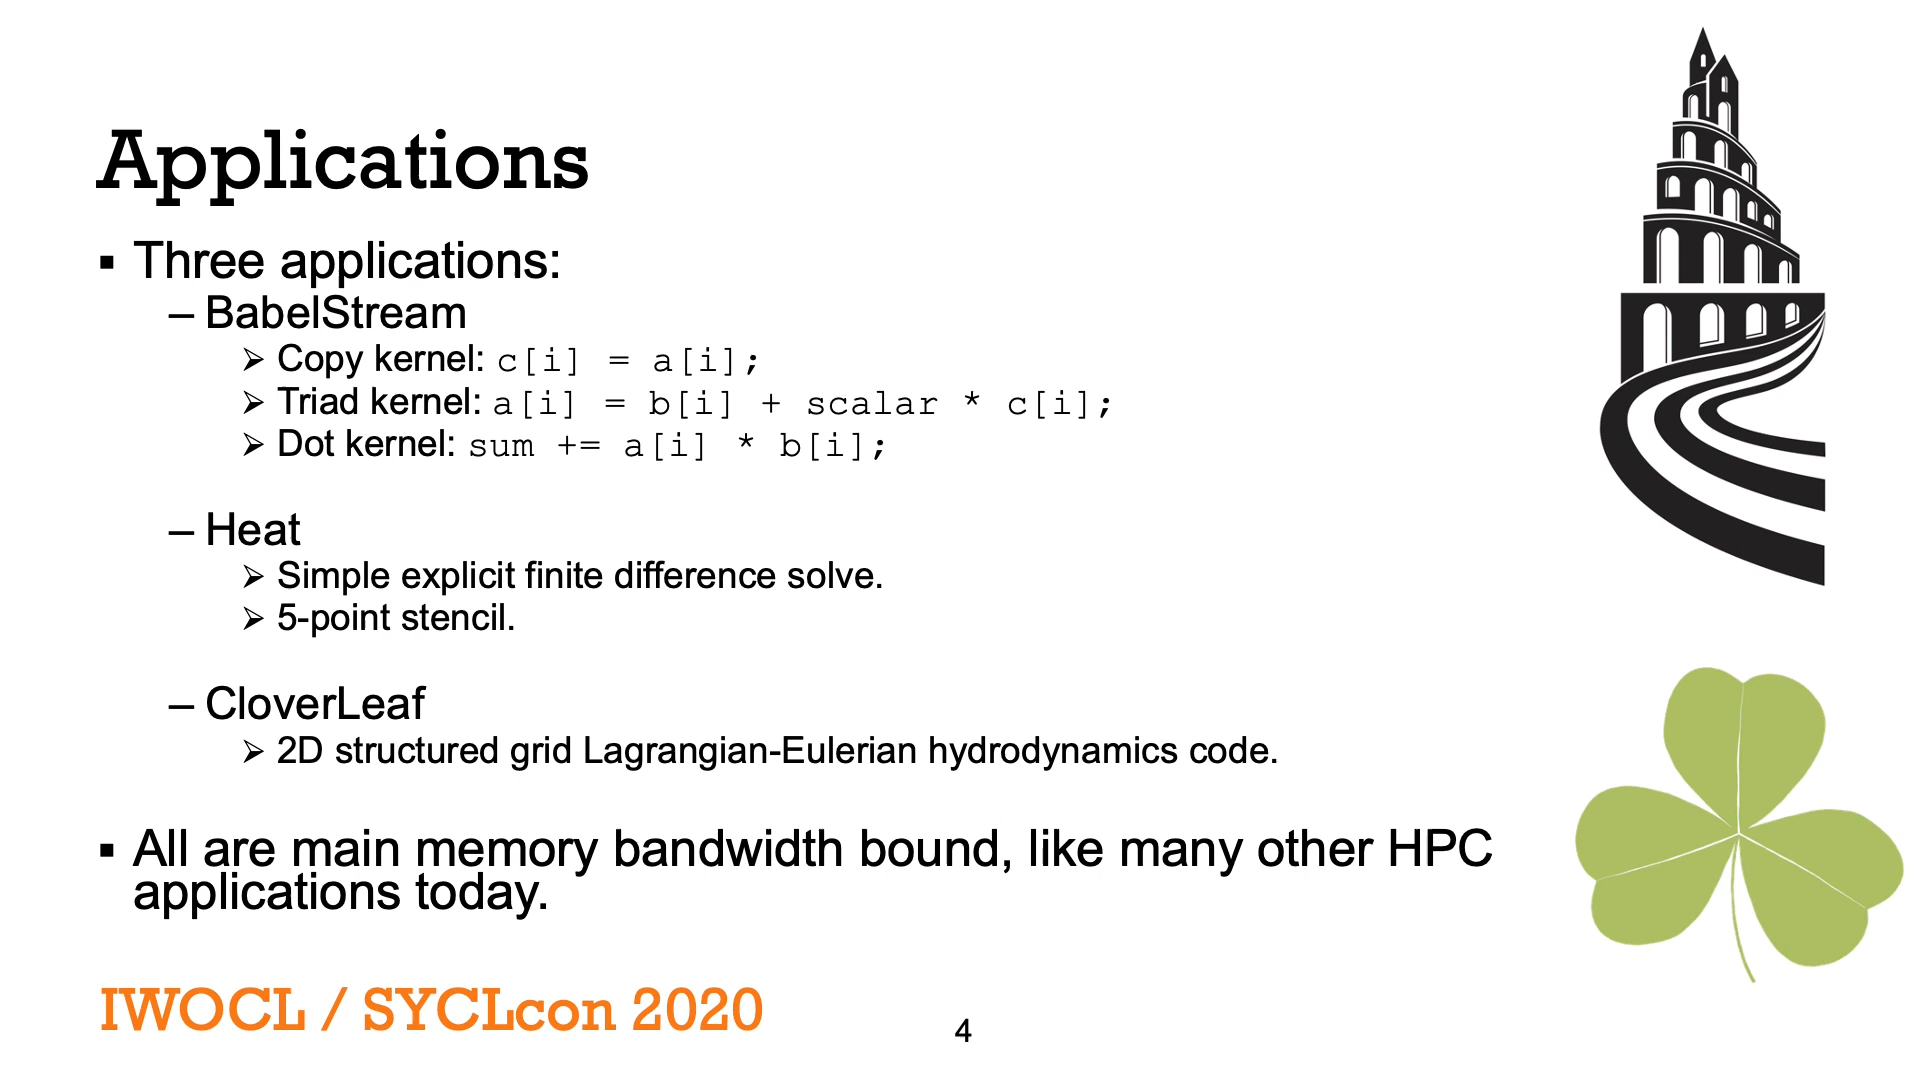 Applications
▪ Three applications:
– BabelStream
➢ Copy kernel: c[i] = a[i];
➢ Triad kernel: a[i] = b[i] + scalar * c[i];
➢ Dot kernel: sum += a[i] * b[i];
– Heat
➢ Simple explicit finite difference solve.
➢ 5-point stencil.
– CloverLeaf
➢ 2D structured grid Lagrangian-Eulerian hydrodynamics code.
▪ All are main memory bandwidth bound, like many other HPC
applications today.
IWOCL / SYCLcon 2020
4